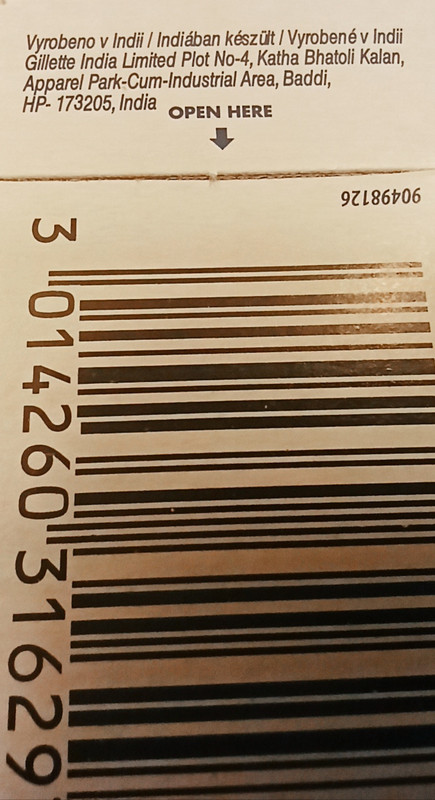 Vyrobeno v Indii / Indiában készült / Vyrobené v Indii
Gillette India Limited Plot No-4, Katha Bhatoli Kalan,
Apparel Park-Cum-Industrial Area, Baddi,
HP- 173205, India
OPEN HERE
90498126
3 014260 31629